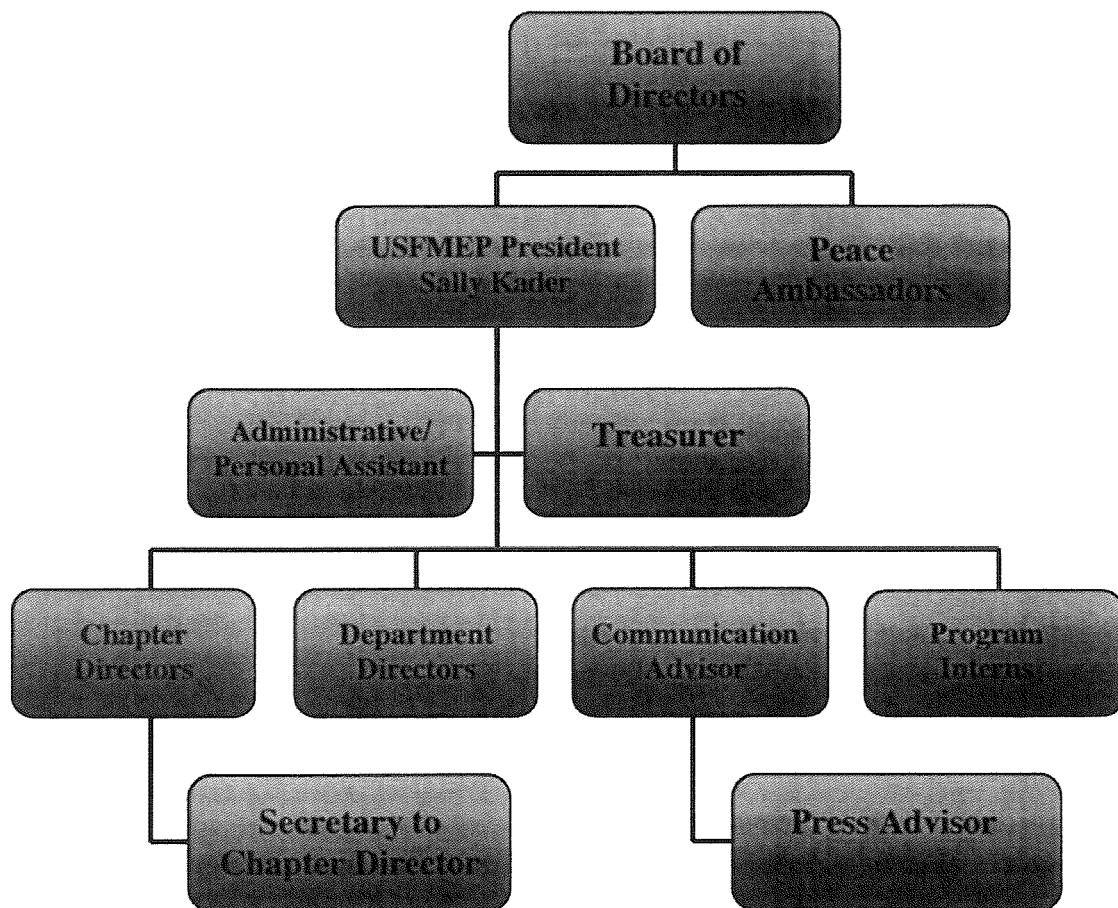 Board of
Directors
USFMEP President
Sally Kader
Peace
Ambassadors
Administrative/
Personal Assistant
Treasurer
Chapter
Directors
Department
Directors
Communication
Advisor
Program
Interns
Secretary to
Chapter Director
Press Advisor